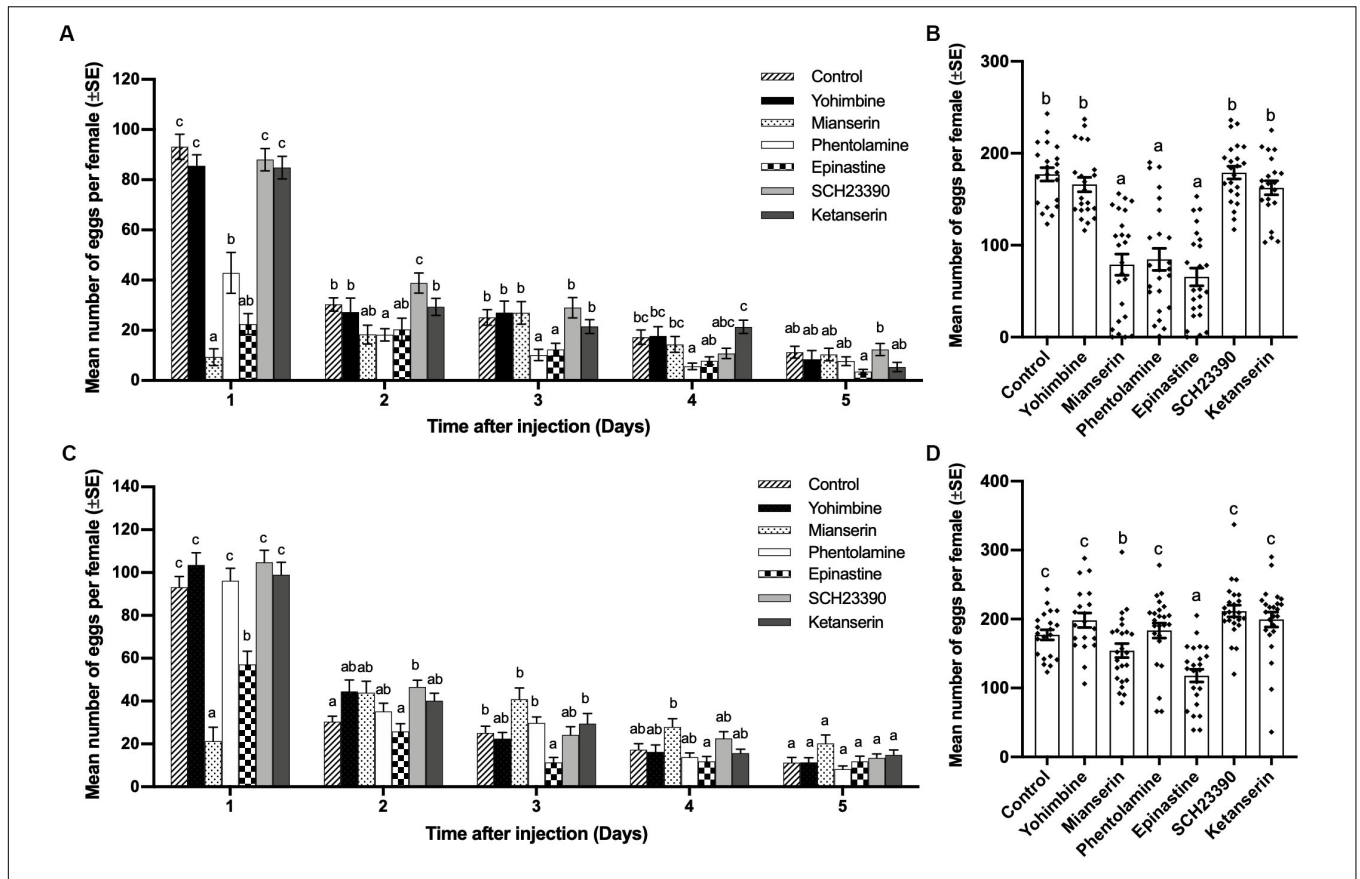 A
Mean number of eggs per female (±SE)
120
100
80
60
40
20
0
c c a b ab c c
b b ab a ab c b
b b b a a b b
bc bc bc a ab abc c
ab ab ab ab a b ab
1 2 3 4 5
Time after injection (Days)
Control
Yohimbine
Mianserin
Phentolamine
Epinastine
SCH23390
Ketanserin
B
Mean number of eggs per female (±SE)
300
200
100
0
b b a a a b b
Control
Yohimbine
Mianserin
Phentolamine
Epinastine
SCH23390
Ketanserin
C
Mean number of eggs per female (±SE)
140
120
100
80
60
40
20
0
c c a c b c c
a ab ab ab a b ab
b ab a b a ab b
ab ab b ab a ab ab
a a a a a a a
1 2 3 4 5
Time after injection (Days)
Control
Yohimbine
Mianserin
Phentolamine
Epinastine
SCH23390
Ketanserin
D
Mean number of eggs per female (±SE)
400
300
200
100
0
c c b c a c c
Control
Yohimbine
Mianserin
Phentolamine
Epinastine
SCH23390
Ketanserin